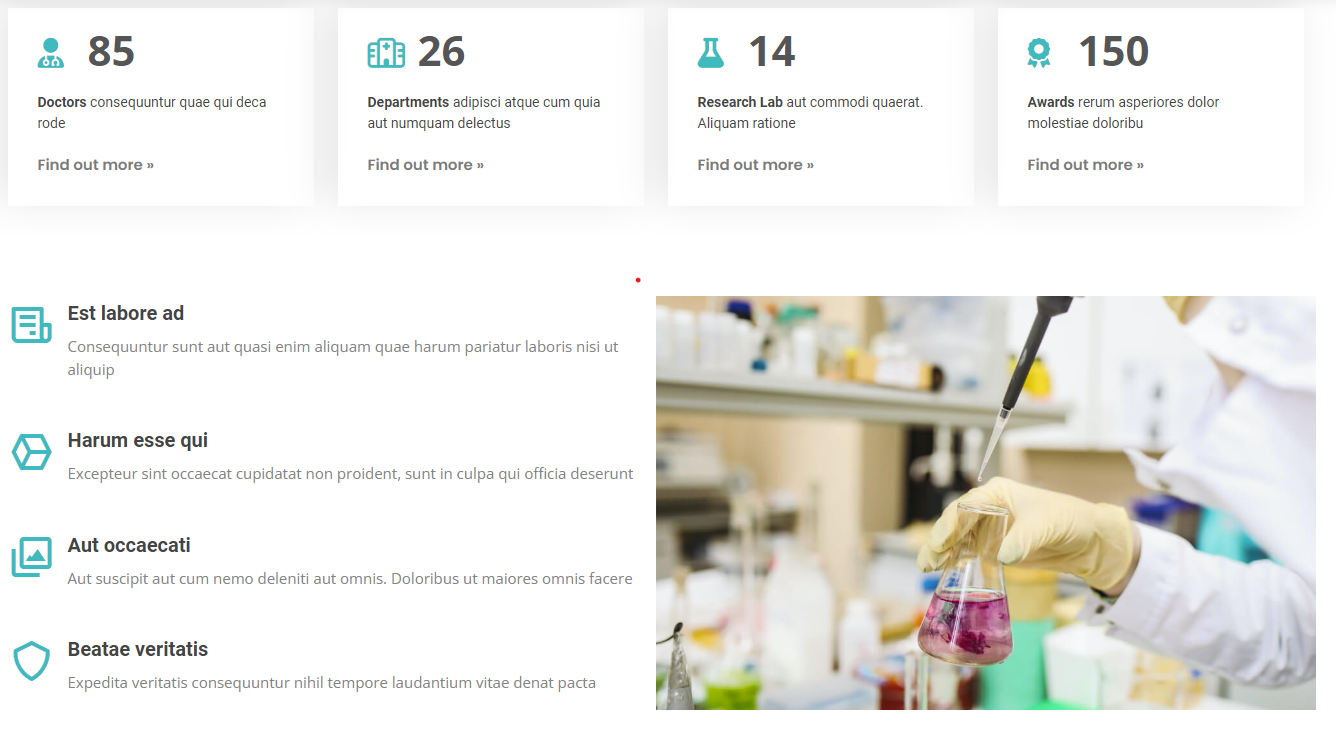 85
Doctors consequuntur quae qui deca
rode
Find out more »
26
Departments adipisci atque cum quia
aut numquam delectus
Find out more »
14
Research Lab aut commodi quaerat.
Aliquam ratione
Find out more »
150
Awards rerum asperiores dolor
molestiae doloribu
Find out more »
Est labore ad
Consequuntur sunt aut quasi enim aliquam quae harum pariatur laboris nisi ut
aliquip
Harum esse qui
Excepteur sint occaecat cupidatat non proident, sunt in culpa qui officia deserunt
Aut occaecati
Aut suscipit aut cum nemo deleniti aut omnis. Doloribus ut maiores omnis facere
Beatae veritatis
Expedita veritatis consequuntur nihil tempore laudantium vitae denat pacta